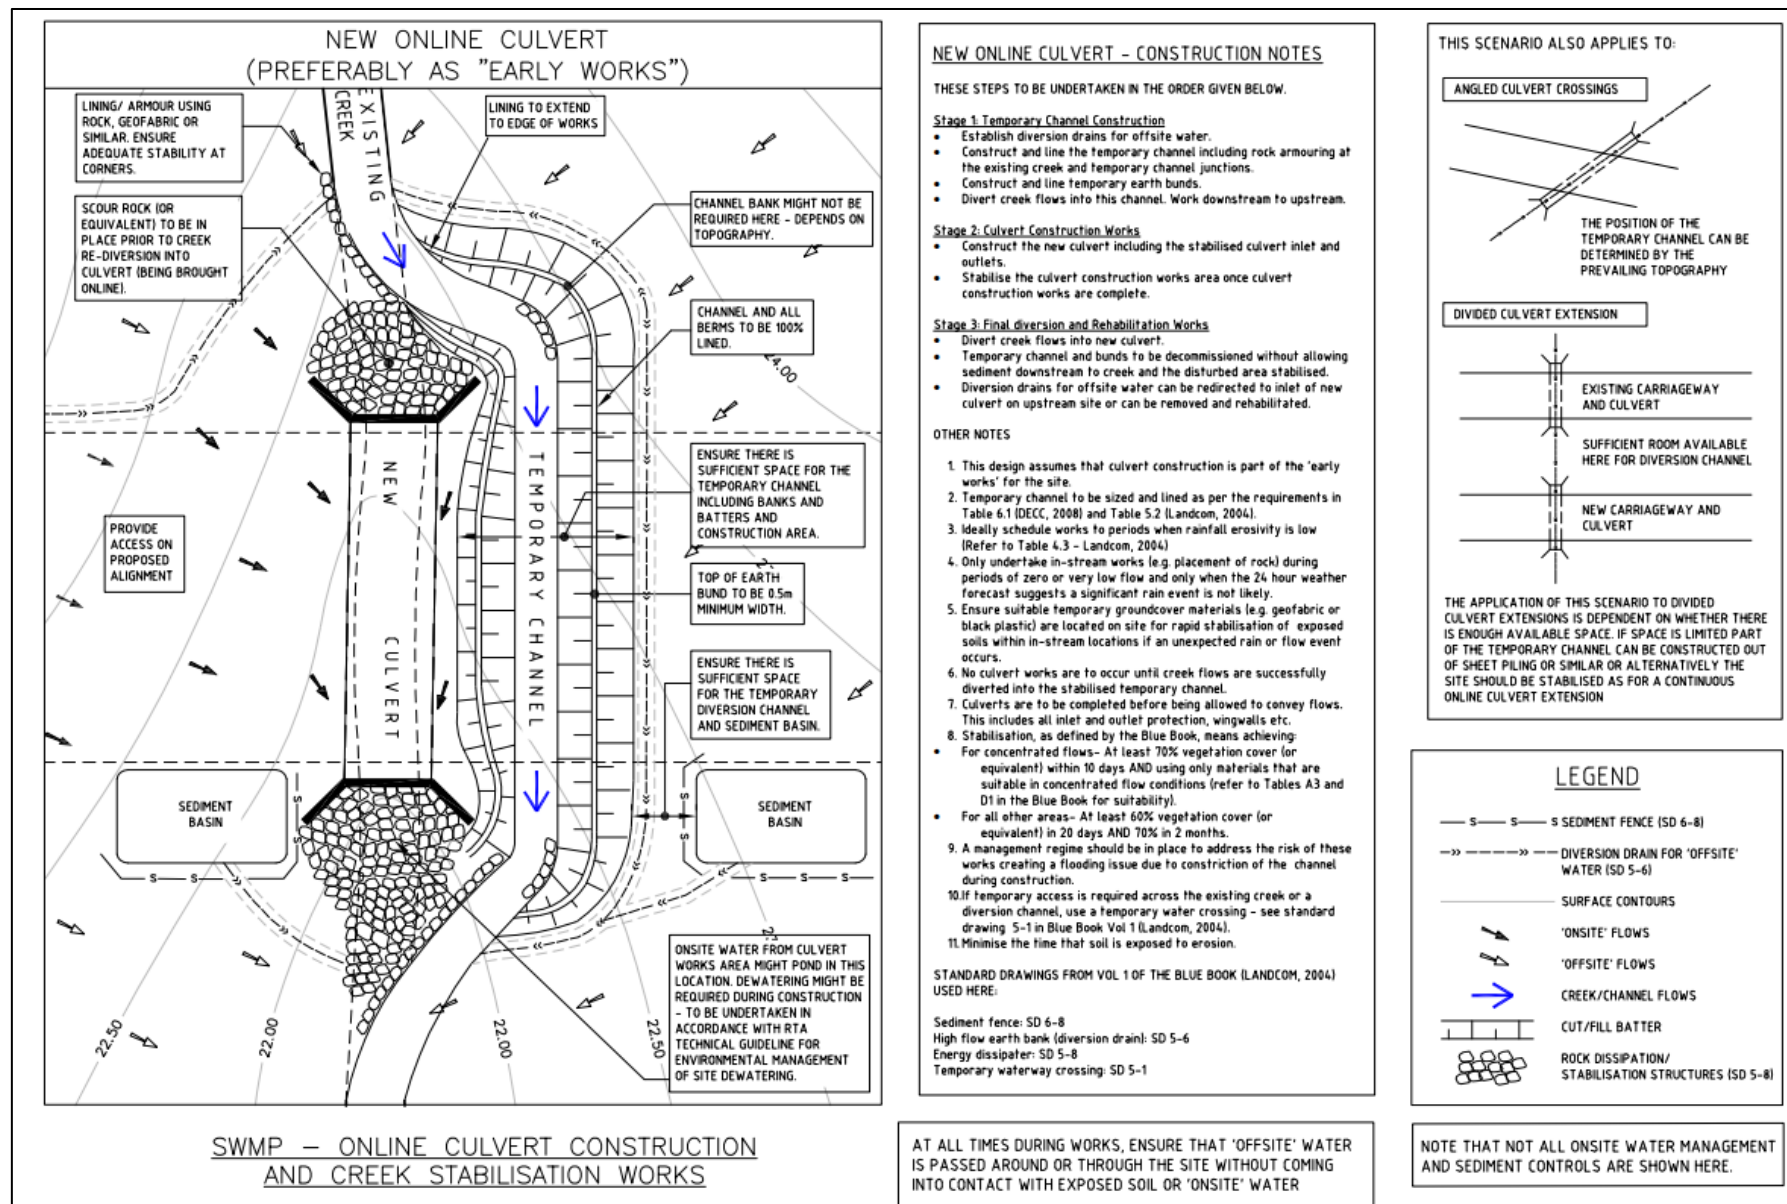 NEW ONLINE CULVERT
(PREFERABLY AS "EARLY WORKS")
LINING/ ARMOUR USING
ROCK, GEOFABRIC OR
SIMILAR. ENSURE
ADEQUATE STABILITY AT
CORNERS.
EXISTING
CREEK
LINING TO EXTEND
TO EDGE OF WORKS
SCOUR ROCK (OR
EQUIVALENT) TO BE IN
PLACE PRIOR TO CREEK
RE-DIVERSION INTO
CULVERT (BEING BROUGHT
ONLINE).
CHANNEL BANK MIGHT NOT BE
REQUIRED HERE - DEPENDS ON
TOPOGRAPHY.
CHANNEL AND ALL
BERMS TO BE 100%
LINED.
24.00
ENSURE THERE IS
SUFFICIENT SPACE FOR THE
TEMPORARY CHANNEL
INCLUDING BANKS AND
BATTERS AND
CONSTRUCTION AREA.
PROVIDE
ACCESS ON
PROPOSED
ALIGNMENT
NEW CULVERT
TEMPORARY CHANNEL
TOP OF EARTH
BUND TO BE 0.5m
MINIMUM WIDTH.
ENSURE THERE IS
SUFFICIENT SPACE
FOR THE TEMPORARY
DIVERSION CHANNEL
AND SEDIMENT BASIN.
SEDIMENT
BASIN
SEDIMENT
BASIN
ONSITE WATER FROM CULVERT
WORKS AREA MIGHT POND IN THIS
LOCATION. DEWATERING MIGHT BE
REQUIRED DURING CONSTRUCTION
- TO BE UNDERTAKEN IN
ACCORDANCE WITH RTA
TECHNICAL GUIDELINE FOR
ENVIRONMENTAL MANAGEMENT
OF SITE DEWATERING.
22.50
22.00
22.00
22.50
SWMP - ONLINE CULVERT CONSTRUCTION
AND CREEK STABILISATION WORKS
NEW ONLINE CULVERT - CONSTRUCTION NOTES
THESE STEPS TO BE UNDERTAKEN IN THE ORDER GIVEN BELOW.
Stage 1: Temporary Channel Construction
• Establish diversion drains for offsite water.
• Construct and line the temporary channel including rock armouring at
the existing creek and temporary channel junctions.
• Construct and line temporary earth bunds.
• Divert creek flows into this channel. Work downstream to upstream.
Stage 2: Culvert Construction Works
• Construct the new culvert including the stabilised culvert inlet and
outlets.
• Stabilise the culvert construction works area once culvert
construction works are complete.
Stage 3: Final diversion and Rehabilitation Works
• Divert creek flows into new culvert.
• Temporary channel and bunds to be decommissioned without allowing
sediment downstream to creek and the disturbed area stabilised.
• Diversion drains for offsite water can be redirected to inlet of new
culvert on upstream site or can be removed and rehabilitated.
OTHER NOTES
1. This design assumes that culvert construction is part of the 'early
works' for the site.
2. Temporary channel to be sized and lined as per the requirements in
Table 6.1 (DECC, 2008) and Table 5.2 (Landcom, 2004).
3. Ideally schedule works to periods when rainfall erosivity is low
(Refer to Table 4.3 - Landcom, 2004)
4. Only undertake in-stream works (e.g. placement of rock) during
periods of zero or very low flow and only when the 24 hour weather
forecast suggests a significant rain event is not likely.
5. Ensure suitable temporary groundcover materials (e.g. geofabric or
black plastic) are located on site for rapid stabilisation of exposed
soils within in-stream locations if an unexpected rain or flow event
occurs.
6. No culvert works are to occur until creek flows are successfully
diverted into the stabilised temporary channel.
7. Culverts are to be completed before being allowed to convey flows.
This includes all inlet and outlet protection, wingwalls etc.
8. Stabilisation, as defined by the Blue Book, means achieving:
• For concentrated flows- At least 70% vegetation cover (or
equivalent) within 10 days AND using only materials that are
suitable in concentrated flow conditions (refer to Tables A3 and
D1 in the Blue Book for suitability).
• For all other areas- At least 60% vegetation cover (or
equivalent) in 20 days AND 70% in 2 months.
9. A management regime should be in place to address the risk of these
works creating a flooding issue due to constriction of the channel
during construction.
10.If temporary access is required across the existing creek or a
diversion channel, use a temporary water crossing - see standard
drawing 5-1 in Blue Book Vol 1 (Landcom, 2004).
11. Minimise the time that soil is exposed to erosion.
STANDARD DRAWINGS FROM VOL 1 OF THE BLUE BOOK (LANDCOM, 2004)
USED HERE:
Sediment fence: SD 6-8
High flow earth bank (diversion drain): SD 5-6
Energy dissipater: SD 5-8
Temporary waterway crossing: SD 5-1
AT ALL TIMES DURING WORKS, ENSURE THAT 'OFFSITE' WATER
IS PASSED AROUND OR THROUGH THE SITE WITHOUT COMING
INTO CONTACT WITH EXPOSED SOIL OR 'ONSITE' WATER
THIS SCENARIO ALSO APPLIES TO:
ANGLED CULVERT CROSSINGS
THE POSITION OF THE
TEMPORARY CHANNEL CAN BE
DETERMINED BY THE
PREVAILING TOPOGRAPHY
DIVIDED CULVERT EXTENSION
EXISTING CARRIAGEWAY
AND CULVERT
SUFFICIENT ROOM AVAILABLE
HERE FOR DIVERSION CHANNEL
NEW CARRIAGEWAY AND
CULVERT
THE APPLICATION OF THIS SCENARIO TO DIVIDED
CULVERT EXTENSIONS IS DEPENDENT ON WHETHER THERE
IS ENOUGH AVAILABLE SPACE. IF SPACE IS LIMITED PART
OF THE TEMPORARY CHANNEL CAN BE CONSTRUCTED OUT
OF SHEET PILING OR SIMILAR OR ALTERNATIVELY THE
SITE SHOULD BE STABILISED AS FOR A CONTINUOUS
ONLINE CULVERT EXTENSION
LEGEND
S S S SEDIMENT FENCE (SD 6-8)
DIVERSION DRAIN FOR 'OFFSITE'
WATER (SD 5-6)
SURFACE CONTOURS
'ONSITE' FLOWS
'OFFSITE' FLOWS
CREEK/CHANNEL FLOWS
CUT/FILL BATTER
ROCK DISSIPATION/
STABILISATION STRUCTURES (SD 5-8)
NOTE THAT NOT ALL ONSITE WATER MANAGEMENT
AND SEDIMENT CONTROLS ARE SHOWN HERE.